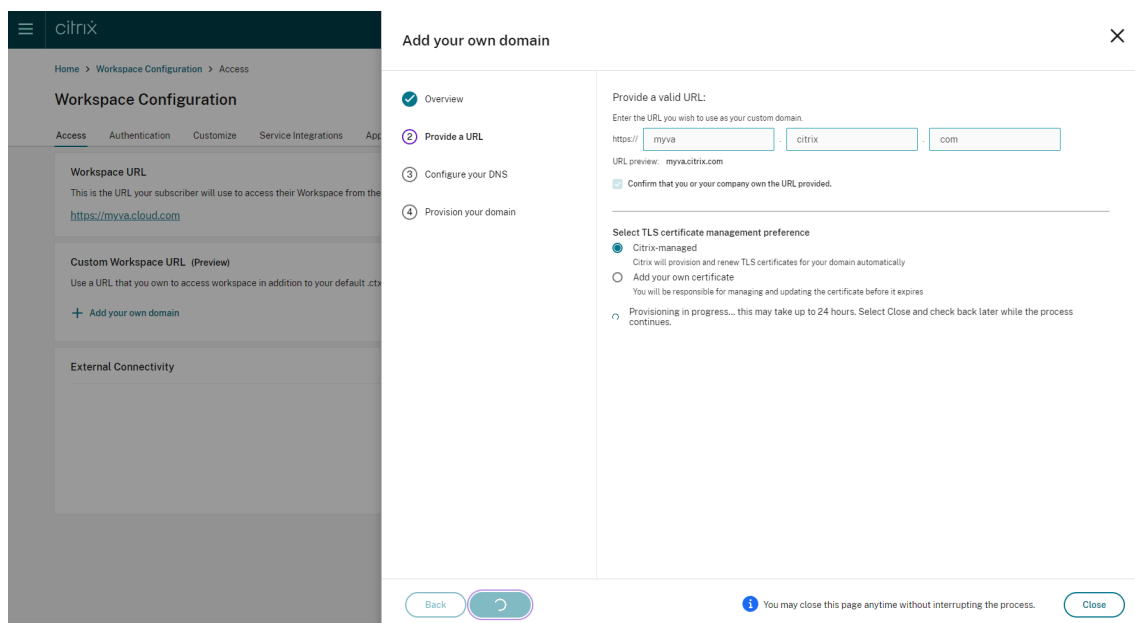 citrix
Home > Workspace Configuration > Access
Workspace Configuration
Access Authentication Customize Service Integrations App
Workspace URL
This is the URL your subscriber will use to access their Workspace from the
https://myva.cloud.com
Custom Workspace URL (Preview)
Use a URL that you own to access workspace in addition to your default .ctx
+ Add your own domain
External Connectivity
Add your own domain
Overview
2 Provide a URL
3 Configure your DNS
4 Provision your domain
Provide a valid URL:
Enter the URL you wish to use as your custom domain.
https:// myva . citrix . com
URL preview: myva.citrix.com
Confirm that you or your company own the URL provided.
Select TLS certificate management preference
Citrix-managed
Citrix will provision and renew TLS certificates for your domain automatically
Add your own certificate
You will be responsible for managing and updating the certificate before it expires
Provisioning in progress... this may take up to 24 hours. Select Close and check back later while the process
continues.
Back
You may close this page anytime without interrupting the process.
Close